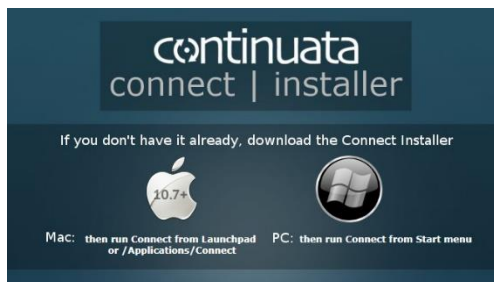 continuata
connect | installer
If you don't have it already, download the Connect Installer
10.7+
Mac: then run Connect from Launchpad
or /Applications/Connect
PC: then run Connect from Start menu